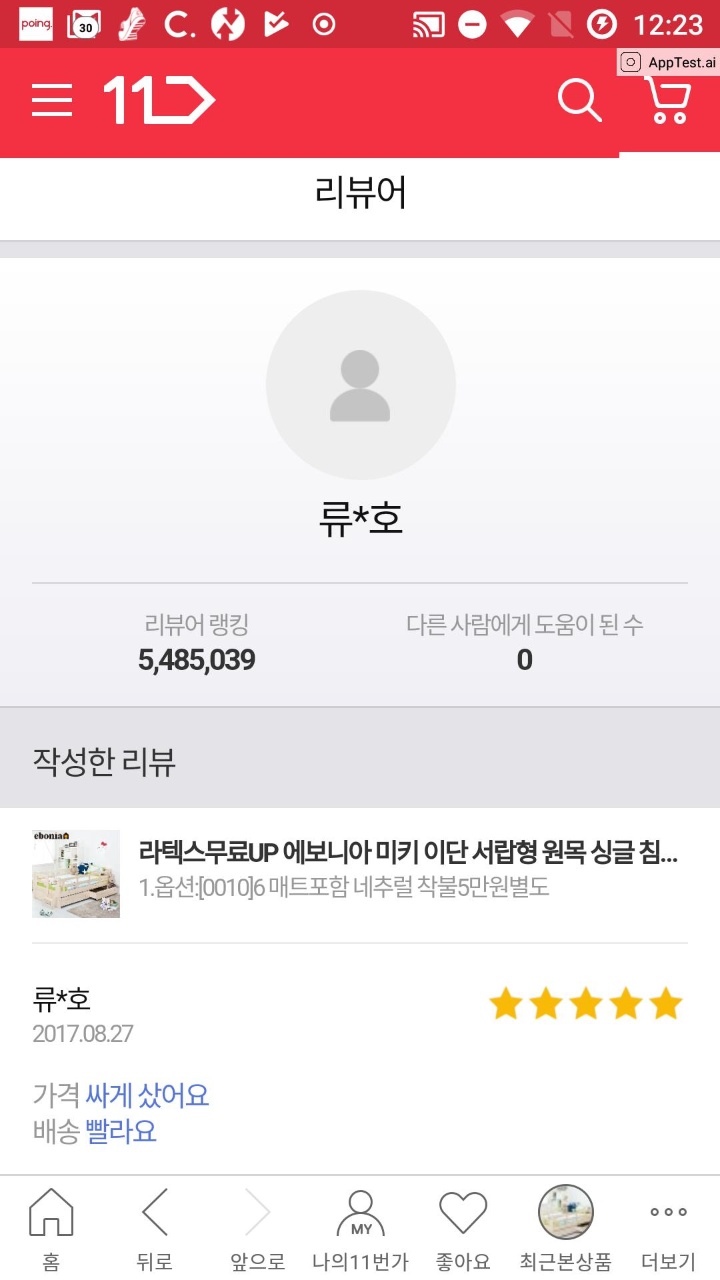 poing.
30
C.
12:23
AppTest.ai
11
리뷰어
류*호
리뷰어 랭킹
다른 사람에게 도움이 된 수
5,485,039
0
작성한 리뷰
ebonia
라텍스무료UP 에보니아 미키 이단 서랍형 원목 싱글 침...
1.옵션:[0010]6 매트포함 네추럴 착불5만원별도
류*호
2017.08.27
가격 싸게 샀어요
배송 빨라요
MY
홈
뒤로
앞으로
나의11번가
좋아요
최근본상품
더보기